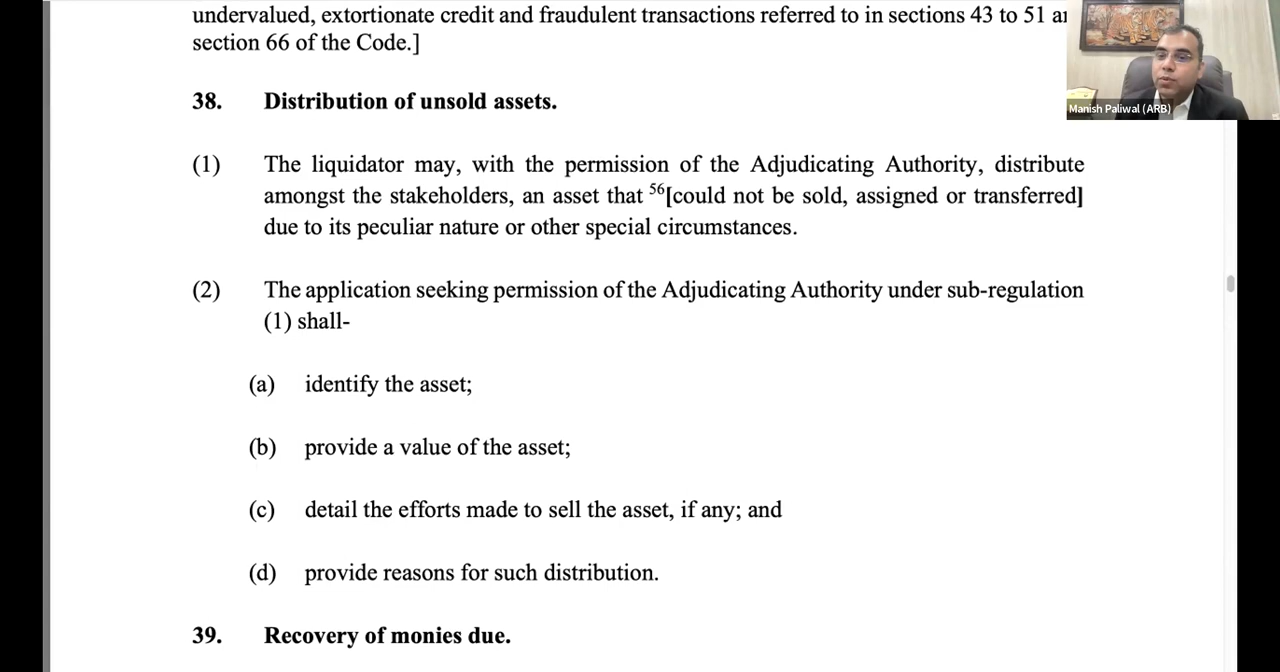 undervalued, extortionate credit and fraudulent transactions referred to in sections 43 to 51
section 66 of the Code.]
38. Distribution of unsold assets.
(1) The liquidator may, with the permission of the Adjudicating Authority, distribute
amongst the stakeholders, an asset that 56[could not be sold, assigned or transferred]
due to its peculiar nature or other special circumstances.
(2) The application seeking permission of the Adjudicating Authority under sub-regulation
(1) shall-
(a) identify the asset;
(b) provide a value of the asset;
(c) detail the efforts made to sell the asset, if any; and
(d) provide reasons for such distribution.
39. Recovery of monies due.
Manish Paliwal (ARB)